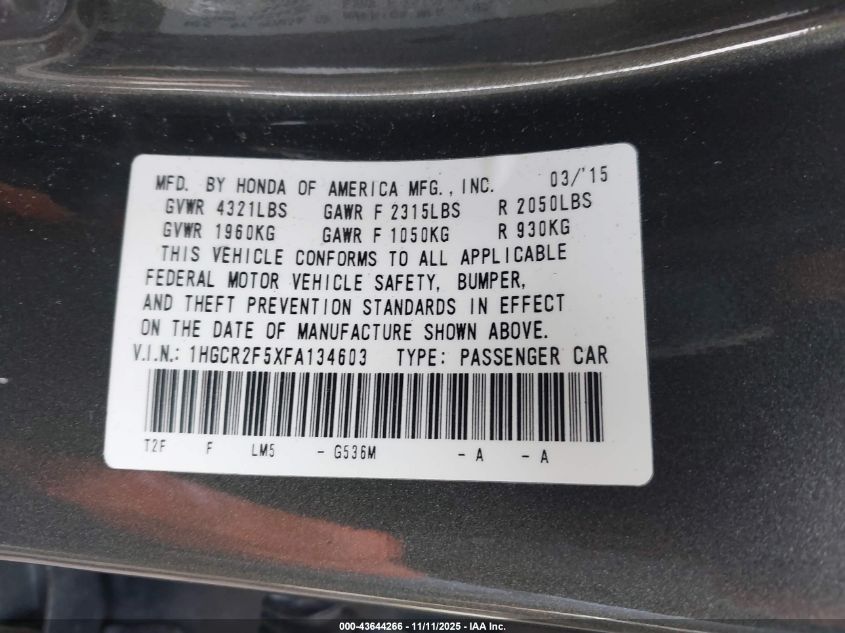 MFD. BY HONDA OF AMERICA MFG., INC. 03/'15
GVWR 4321LBS GAWR F 2315LBS R 2050LBS
GVWR 1960KG GAWR F 1050KG R 930KG
THIS VEHICLE CONFORMS TO ALL APPLICABLE
FEDERAL MOTOR VEHICLE SAFETY, BUMPER,
AND THEFT PREVENTION STANDARDS IN EFFECT
ON THE DATE OF MANUFACTURE SHOWN ABOVE.
V.I.N.: 1HGCR2F5XFA134603 TYPE: PASSENGER CAR
T2F F LM5 - G536M - A - A
000-43644266 - 11/11/2025 - IAA Inc.